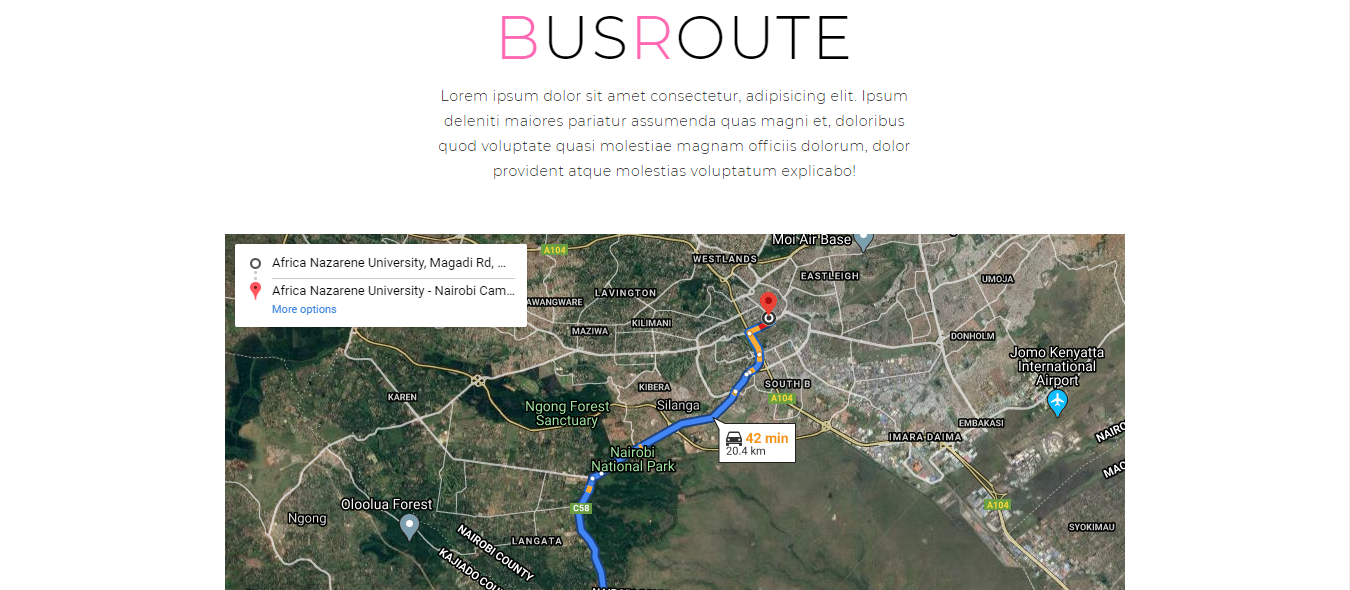 BUSROUTE
Lorem ipsum dolor sit amet consectetur, adipisicing elit. Ipsum
deleniti maiores pariatur assumenda quas magni et, doloribus
quod voluptate quasi molestiae magnam officiis dolorum, dolor
provident atque molestias voluptatum explicabo!
Africa Nazarene University, Magadi Rd, ...
Africa Nazarene University - Nairobi Cam...
More options
A104
Moi Air Base
WESTLANDS
EASTLEIGH
UMOJA
LAVINGTON
AWANGWARE
KILIMANI
MAZIWA
DONHOLM
Jomo Kenyatta
International
Airport
KIBERA
SOUTH B
KAREN
A104
Silanga
Ngong Forest
Sanctuary
EMBAKASI
IMARA DAIMA
NAIRO
42 min
20.4 km
Nairobi
National Park
MAC
Oloolua Forest
C58
A104
Ngong
SYOKIMAU
LANGATA
NAIROBI COUNTY
KAJIADO COU